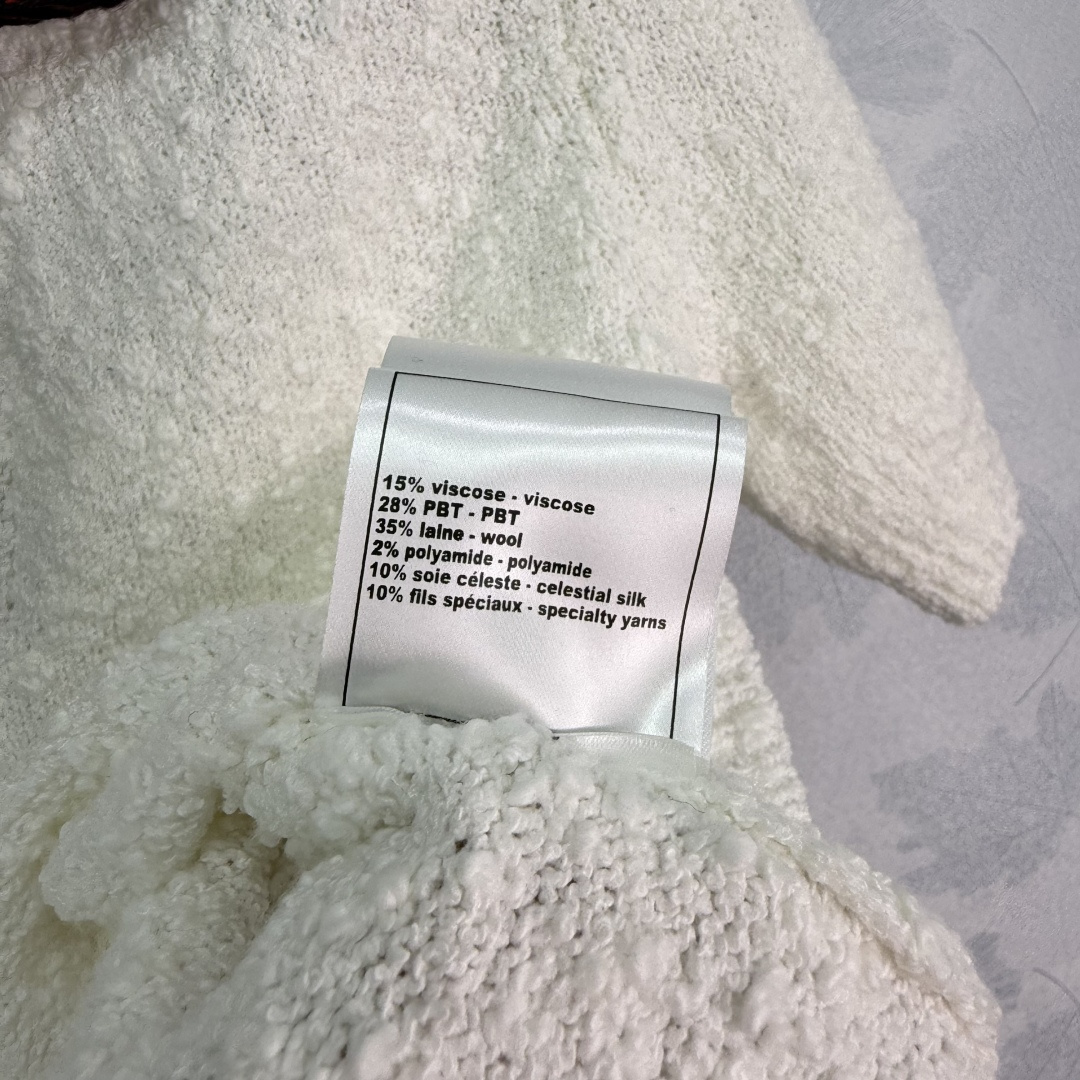 15% viscose - viscose
28% PBT - PBT
35% laine - wool
2% polyamide - polyamide
10% soie céleste - celestial silk
10% fils spéciaux - specialty yarns